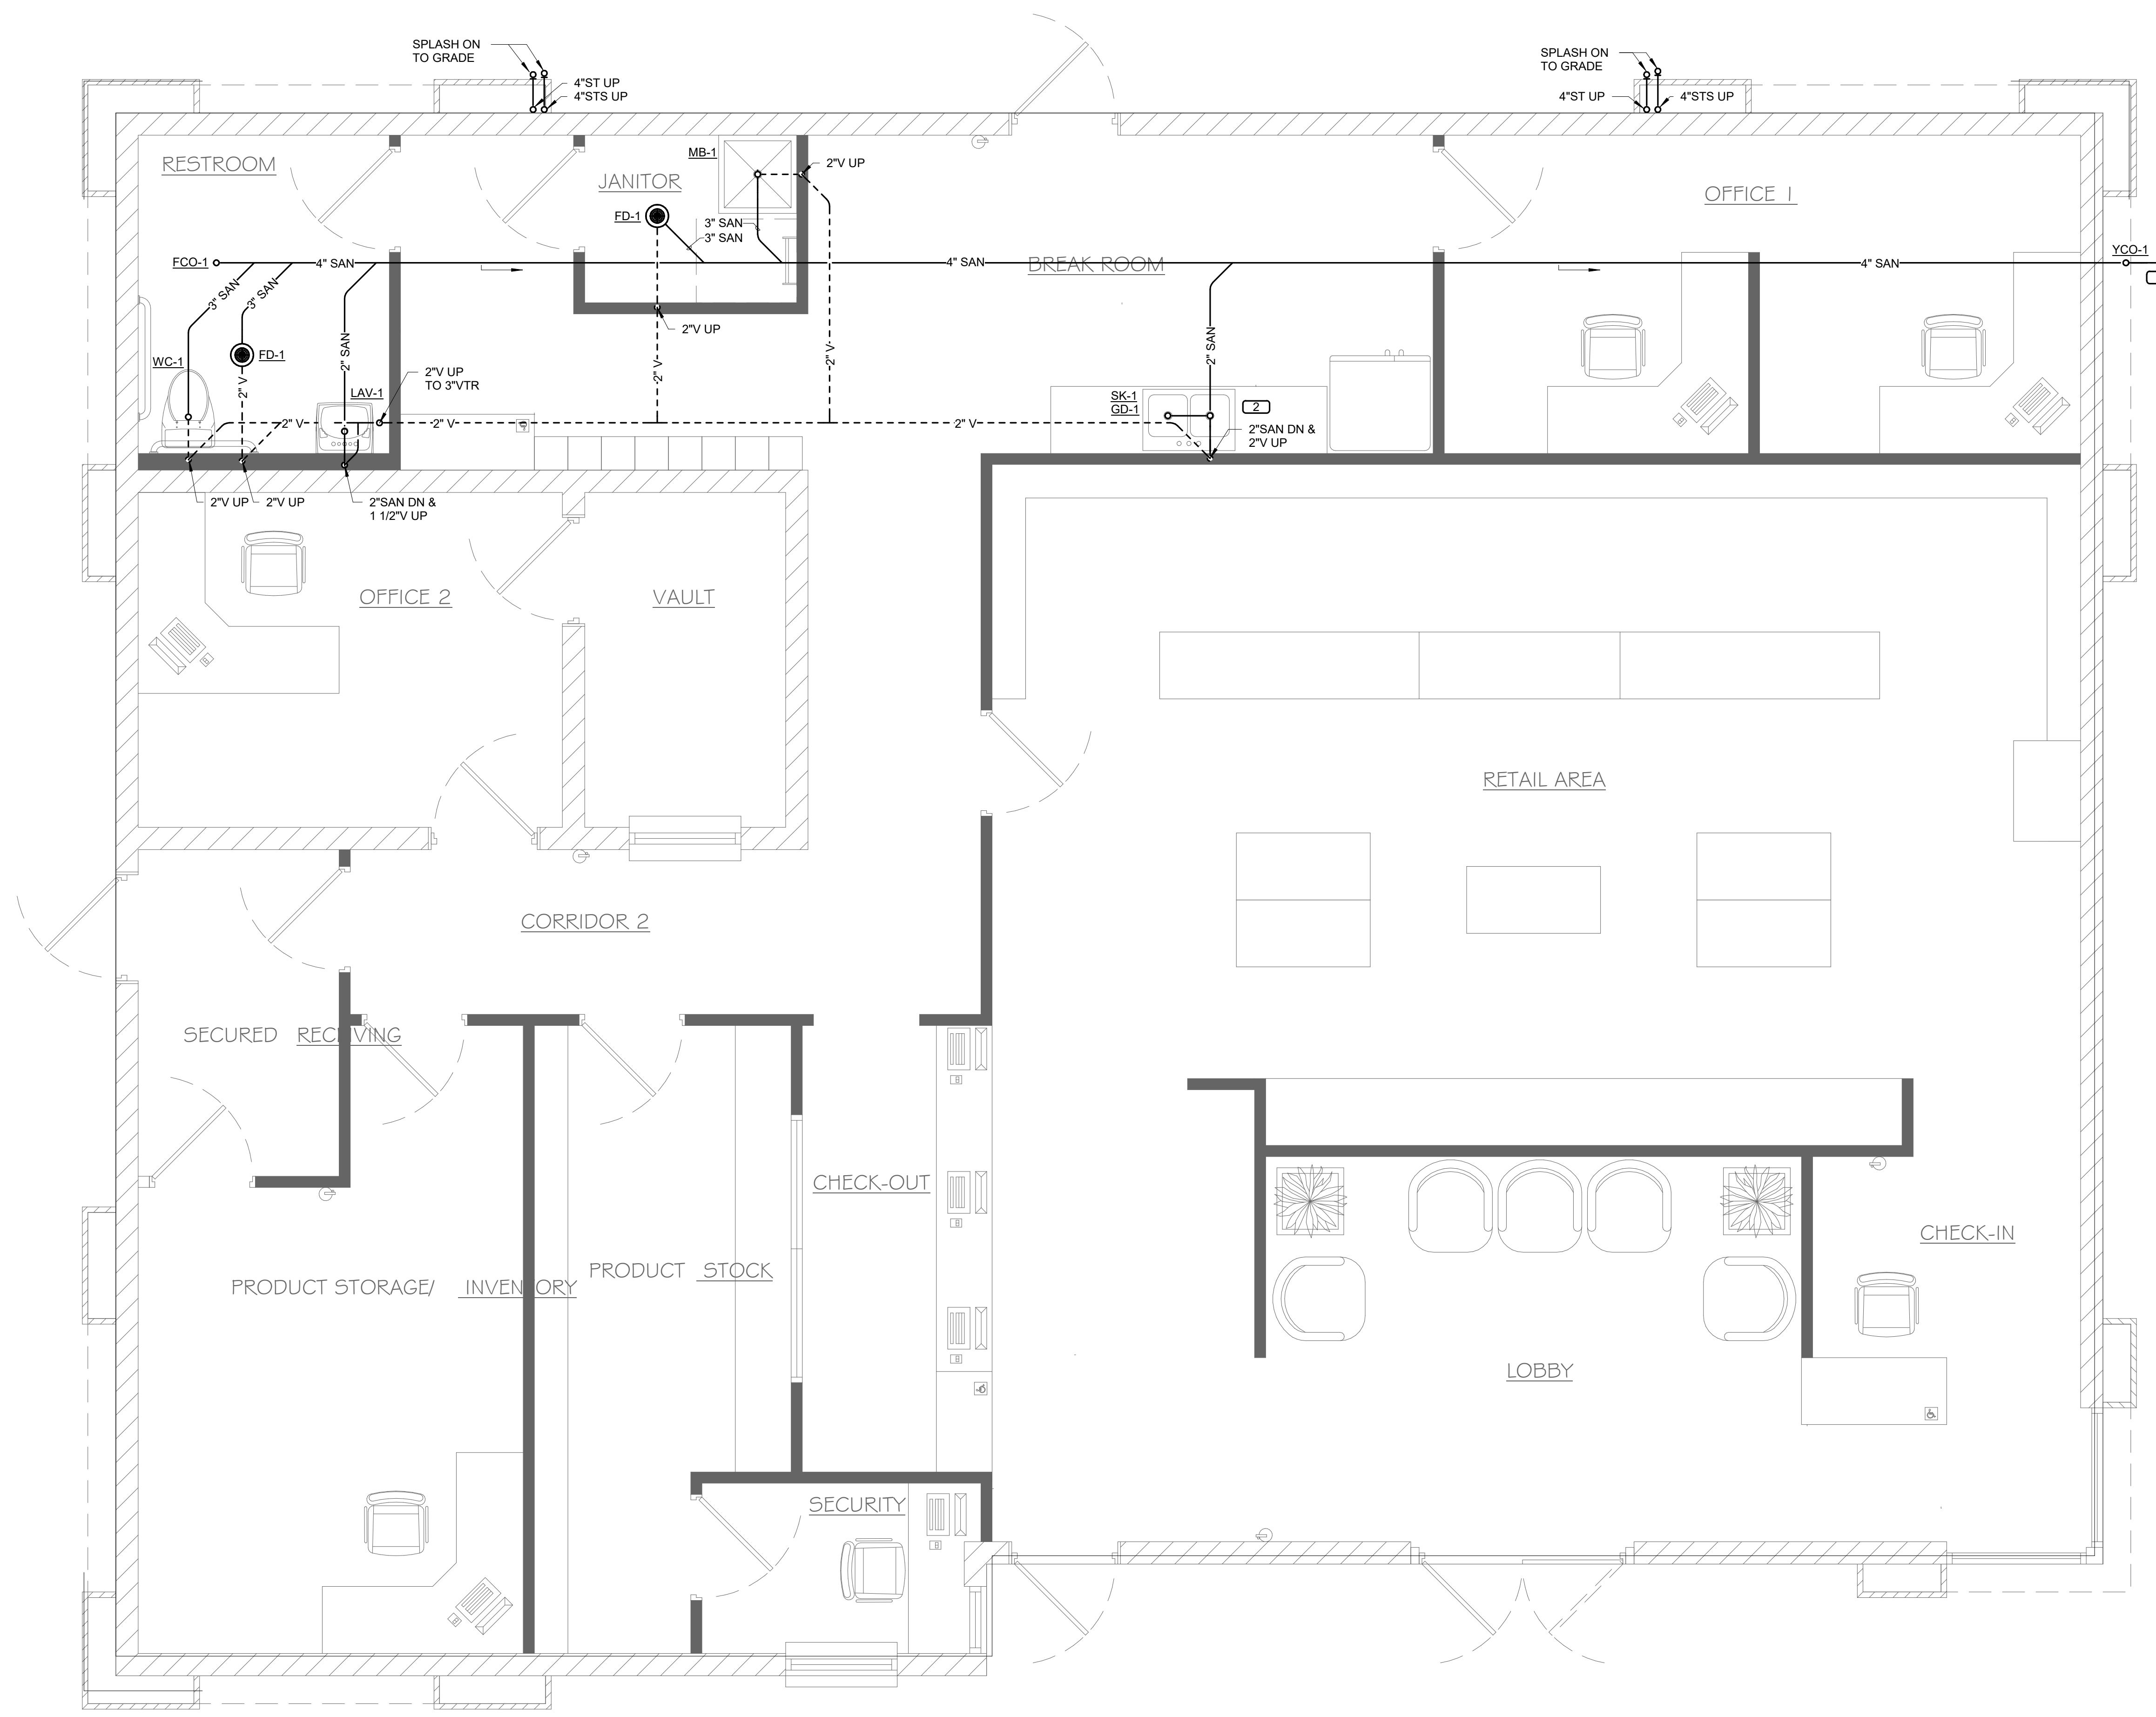 SPLASH ON
TO GRADE
4"ST UP
4"STS UP
SPLASH ON
TO GRADE
4"ST UP
4"STS UP
RESTROOM
JANITOR
MB-1
2"V UP
OFFICE 1
FD-1
3" SAN
3" SAN
FCO-1
4" SAN
4" SAN
BREAK ROOM
4" SAN
YCO-1
3" SAN
3" SAN
2" SAN
2"V UP
2" SAN
WC-1
FD-1
2" V
LAV-1
2"V UP
TO 3"VTR
2" V
2" V
SK-1
GD-1
2
2" V
2" V
2" V
2"SAN DN &
2"V UP
2"V UP
2"V UP
2"SAN DN &
1 1/2"V UP
OFFICE 2
VAULT
RETAIL AREA
CORRIDOR 2
SECURED RECEIVING
CHECK-OUT
CHECK-IN
PRODUCT STORAGE/ INVENTORY
PRODUCT STOCK
LOBBY
SECURITY